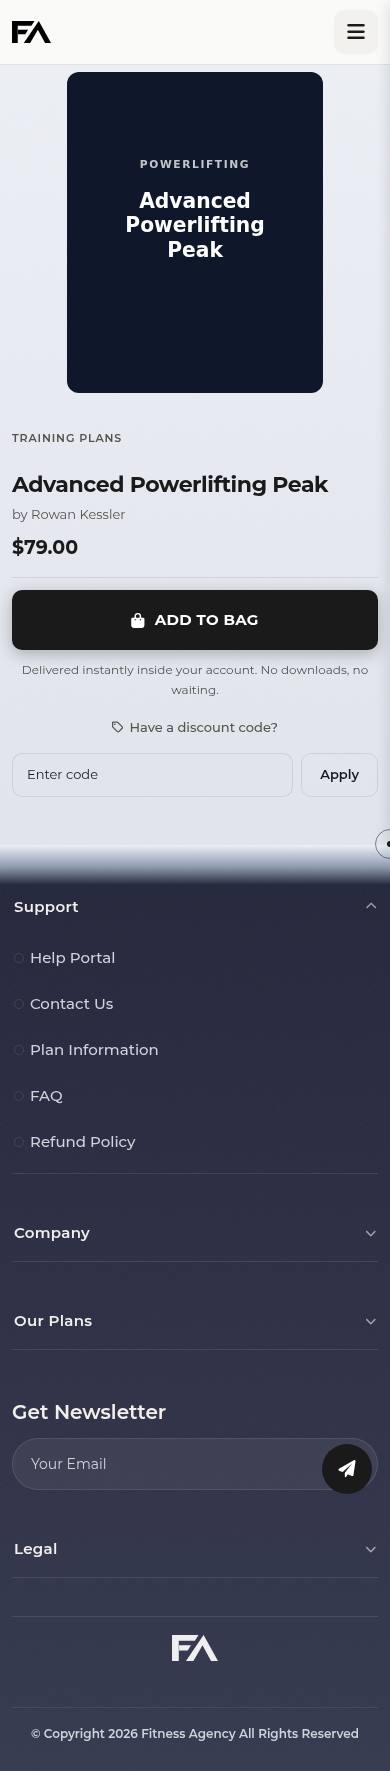 FA
POWERLIFTING
Advanced
Powerlifting
Peak
TRAINING PLANS
Advanced Powerlifting Peak
by Rowan Kessler
$79.00
ADD TO BAG
Delivered instantly inside your account. No downloads, no
waiting.
Have a discount code?
Enter code
Apply
Support
Help Portal
Contact Us
Plan Information
FAQ
Refund Policy
Company
Our Plans
Get Newsletter
Your Email
Legal
FA
© Copyright 2026 Fitness Agency All Rights Reserved